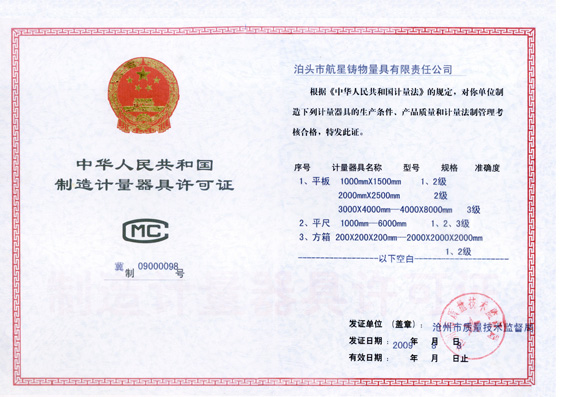 中华人民共和国
制造计量器具许可证
CMC
冀
制 09000098 号
泊头市航星铸物量具有限责任公司
根据《中华人民共和国计量法》的规定，对你单位制
造下列计量器具的生产条件、产品质量和计量法制管理考
核合格，特发此证。
序号 计量器具名称 型号 规格 准确度
1、平板 1000mmX1500mm 1、2级
2000mmX2500mm 2级
3000X4000mm—4000X8000mm 3级
2、平尺 1000mm—6000mm 1、2、3级
3、方箱 200X200X200mm—2000X2000X2000mm
1、2级
以下空白
发证单位 （盖章）： 沧州市质量技术监督局
发证日期： 2009 年 月 日
有效日期： 年 月 日止